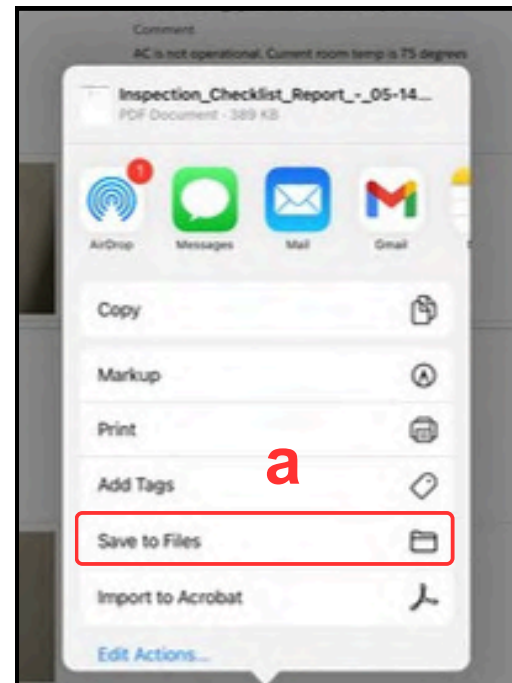 Comment
AC is not operational. Current room temp is 75 degrees
Inspection_Checklist_Report_-_05-14...
PDF Document - 389 KB
1
AirDrop
Messages
Mail
Gmail
Copy
Markup
Print
a
Add Tags
Save to Files
Import to Acrobat
Edit Actions...